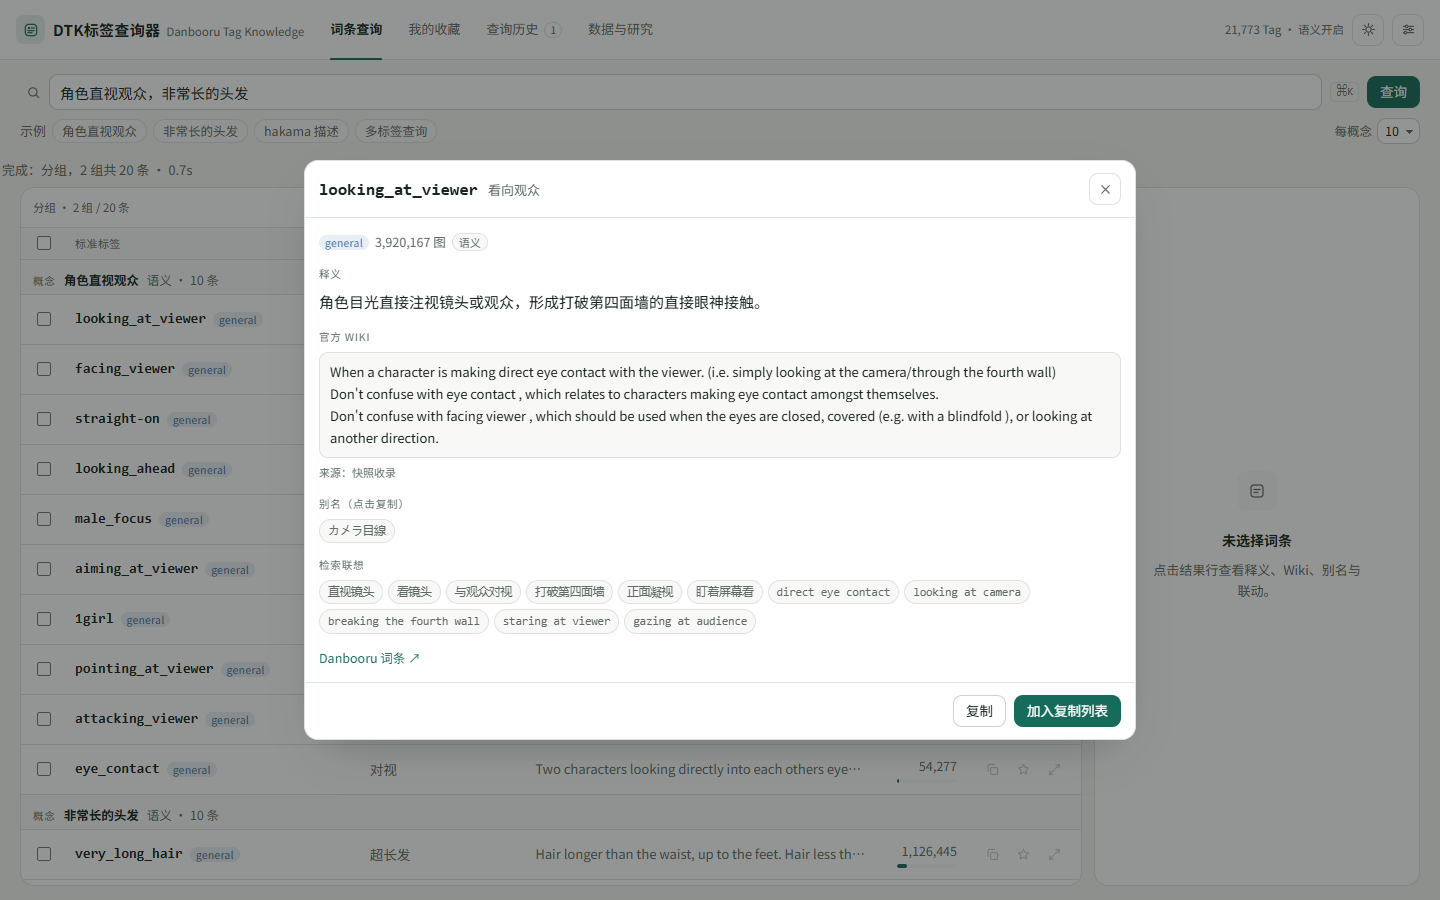 DTK标签查询器 Danbooru Tag Knowledge 词条查询 我的收藏 查询历史 1 数据与研究 21,773 Tag · 语义开启
角色直视观众，非常长的头发 ⌘K 查询
示例 角色直视观众 非常长的头发 hakama 描述 多标签查询 每概念 10
完成：分组，2 组共 20 条 · 0.7s
分组 · 2 组 / 20 条
标准标签
概念 角色直视观众 语义 · 10 条
looking_at_viewer general
facing_viewer general
straight-on general
looking_ahead general
male_focus general
aiming_at_viewer general
1girl general
pointing_at_viewer general
attacking_viewer general
eye_contact general 对视 Two characters looking directly into each others eye… 54,277
概念 非常长的头发 语义 · 10 条
very_long_hair general 超长发 Hair longer than the waist, up to the feet. Hair less th… 1,126,445
looking_at_viewer 看向观众
general 3,920,167 图 语义
释义
角色目光直接注视镜头或观众，形成打破第四面墙的直接眼神接触。
官方 WIKI
When a character is making direct eye contact with the viewer. (i.e. simply looking at the camera/through the fourth wall)
Don't confuse with eye contact , which relates to characters making eye contact amongst themselves.
Don't confuse with facing viewer , which should be used when the eyes are closed, covered (e.g. with a blindfold ), or looking at
another direction.
来源：快照收录
别名（点击复制）
カメラ目線
检索联想
直视镜头 看镜头 与观众对视 打破第四面墙 正面凝视 盯着屏幕看 direct eye contact looking at camera
breaking the fourth wall staring at viewer gazing at audience
Danbooru 词条 ↗
复制 加入复制列表
未选择词条
点击结果行查看释义、Wiki、别名与
联动。